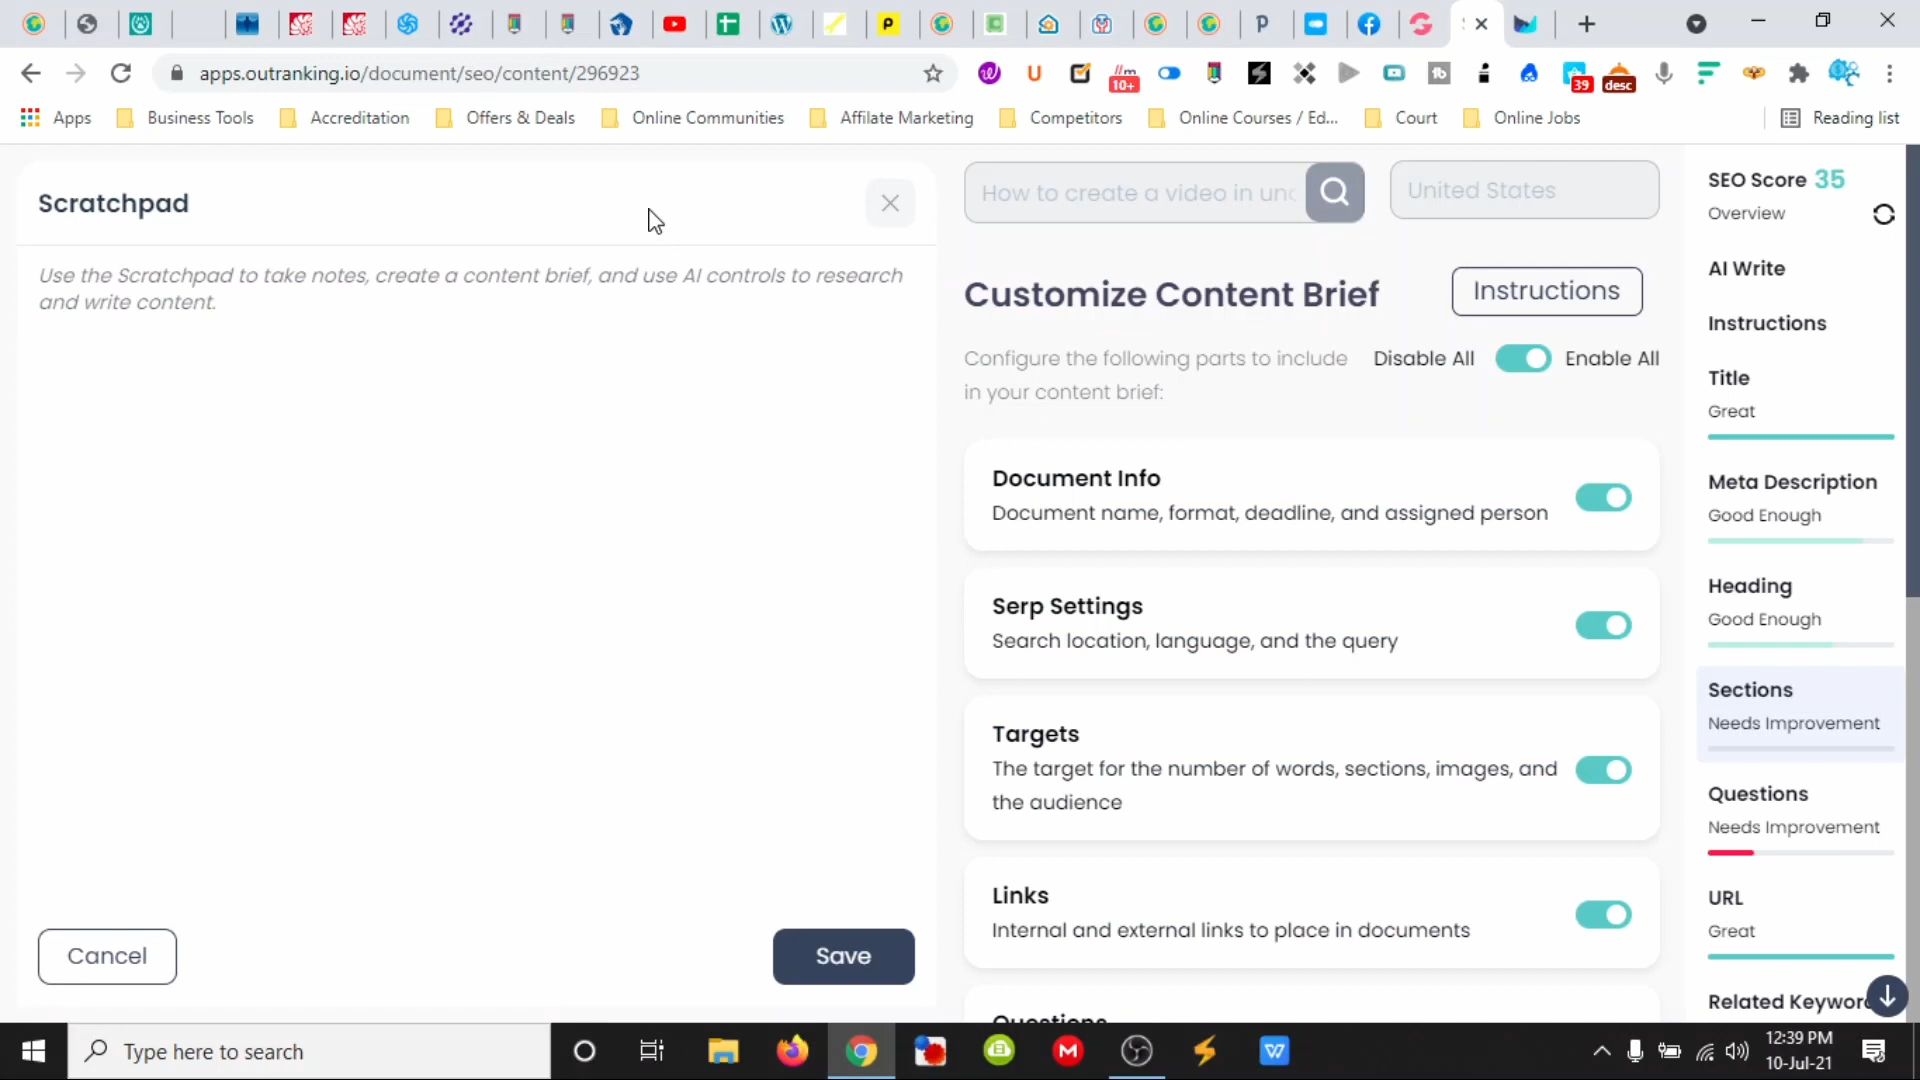 apps.outranking.io/document/seo/content/296923
10+
39
desc
Apps
Business Tools
Accreditation
Offers & Deals
Online Communities
Affilate Marketing
Competitors
Online Courses / Ed...
Court
Online Jobs
Reading list
Scratchpad
Use the Scratchpad to take notes, create a content brief, and use AI controls to research
and write content.
Cancel
Save
How to create a video in unc
United States
Customize Content Brief
Instructions
Configure the following parts to include
in your content brief:
Disable All
Enable All
Document Info
Document name, format, deadline, and assigned person
Serp Settings
Search location, language, and the query
Targets
The target for the number of words, sections, images, and
the audience
Links
Internal and external links to place in documents
Questions
SEO Score 35
Overview
AI Write
Instructions
Title
Great
Meta Description
Good Enough
Heading
Good Enough
Sections
Needs Improvement
Questions
Needs Improvement
URL
Great
Related Keywor
Type here to search
12:39 PM
10-Jul-21